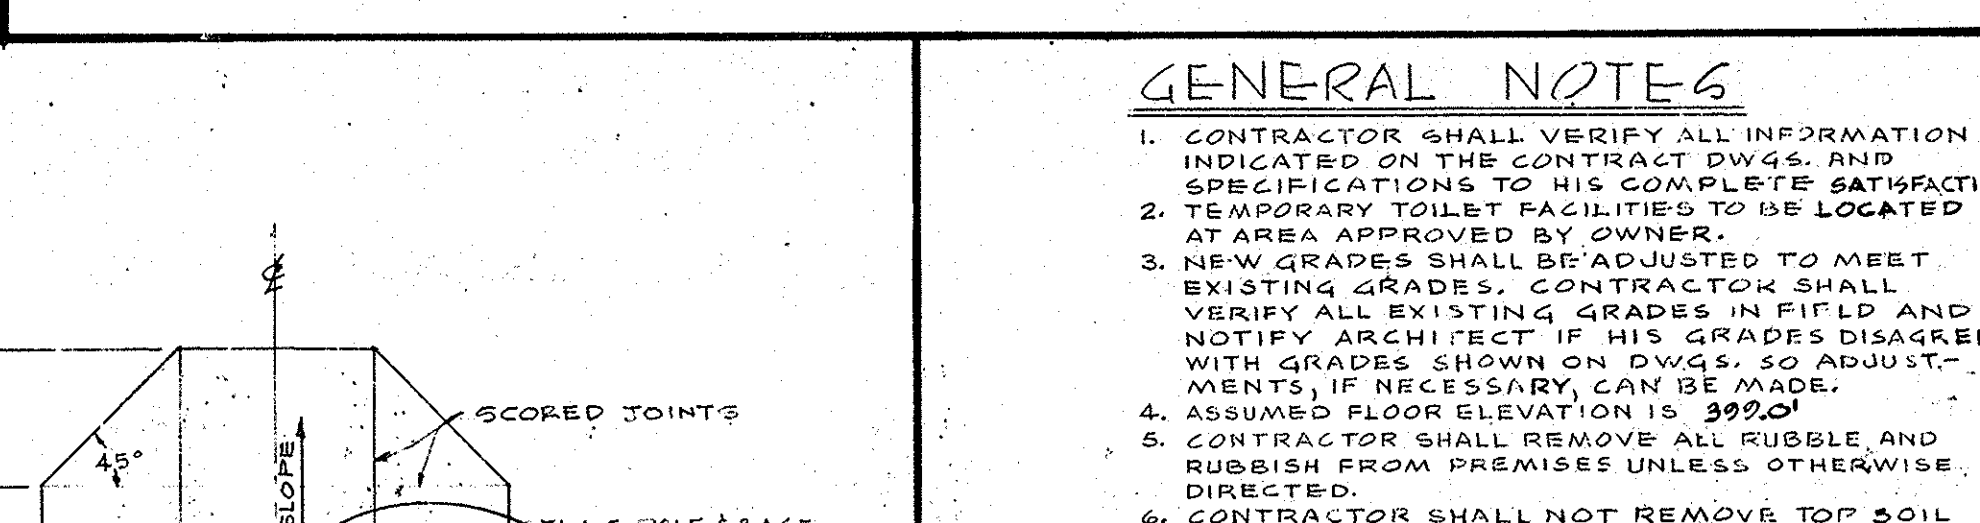 GENERAL NOTES
1. CONTRACTOR SHALL VERIFY ALL INFORMATION
INDICATED ON THE CONTRACT DWGS. AND
SPECIFICATIONS TO HIS COMPLETE SATISFACTI
2. TEMPORARY TOILET FACILITIES TO BE LOCATED
AT AREA APPROVED BY OWNER.
3. NEW GRADES SHALL BE ADJUSTED TO MEET
EXISTING GRADES. CONTRACTOR SHALL
VERIFY ALL EXISTING GRADES IN FIELD AND
NOTIFY ARCHITECT IF HIS GRADES DISAGREE
WITH GRADES SHOWN ON DWGS. SO ADJUST-
MENTS, IF NECESSARY, CAN BE MADE.
4. ASSUMED FLOOR ELEVATION IS 399.0'
5. CONTRACTOR SHALL REMOVE ALL RUBBLE AND
RUBBISH FROM PREMISES UNLESS OTHERWISE
DIRECTED.
6. CONTRACTOR SHALL NOT REMOVE TOP SOIL
℄
SCORED JOINTS
45°
SLOPE